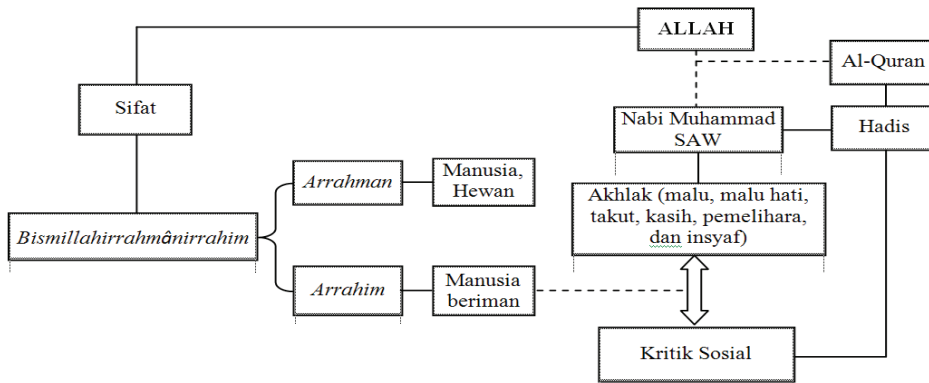 ALLAH
Al-Quran
Sifat
Nabi Muhammad
SAW
Hadis
Arrahman
Manusia,
Hewan
Akhlak (malu, malu hati,
takut, kasih, pemelihara,
dan insyaf)
Bismillahirrahmânirrahim
Arrahim
Manusia
beriman
Kritik Sosial